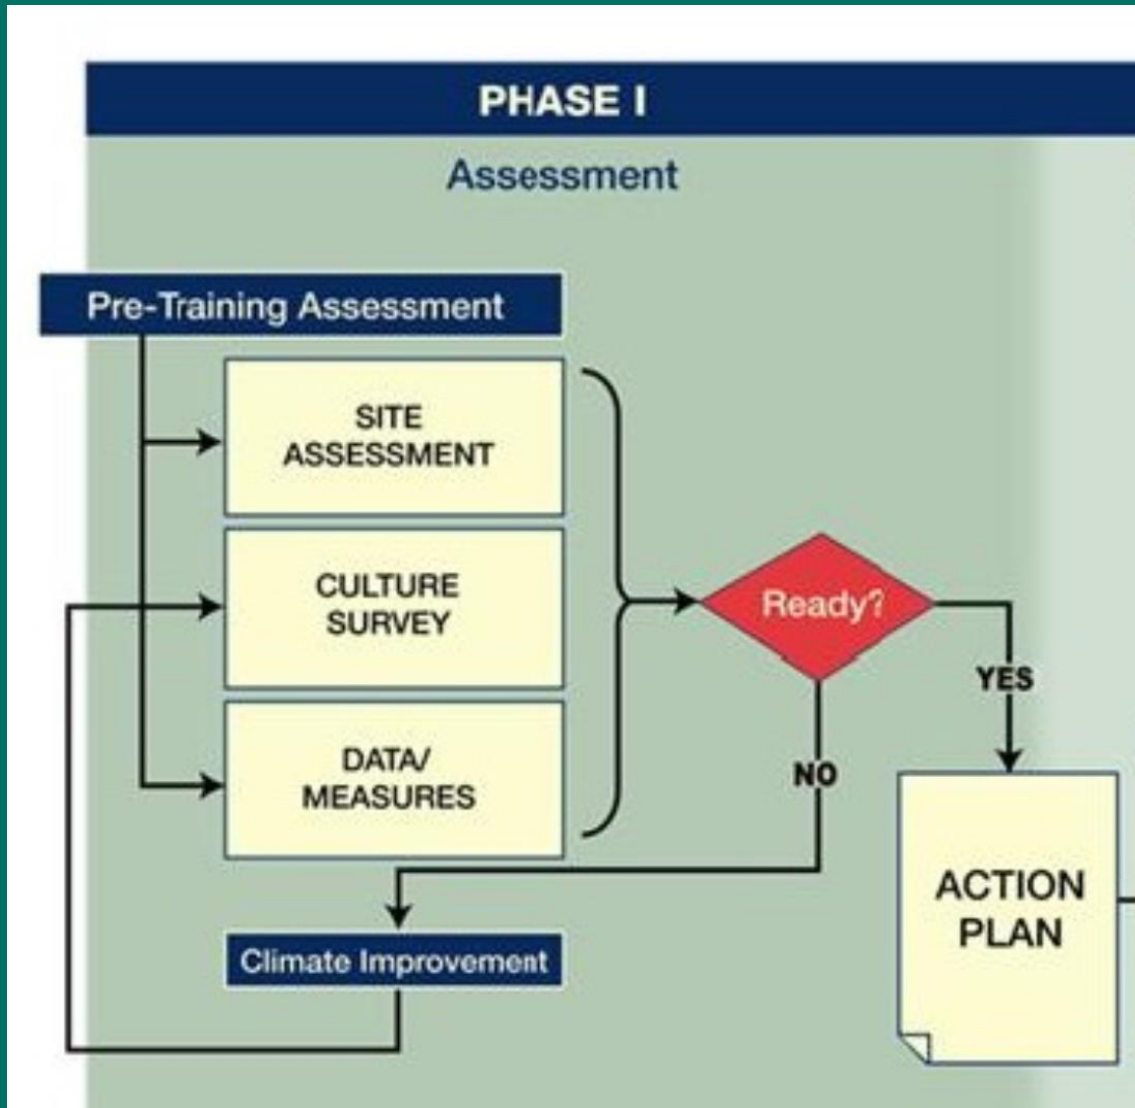 PHASE I
Assessment
Pre-Training Assessment
SITE
ASSESSMENT
CULTURE
SURVEY
DATA/
MEASURES
Ready?
YES
NO
ACTION
PLAN
Climate Improvement